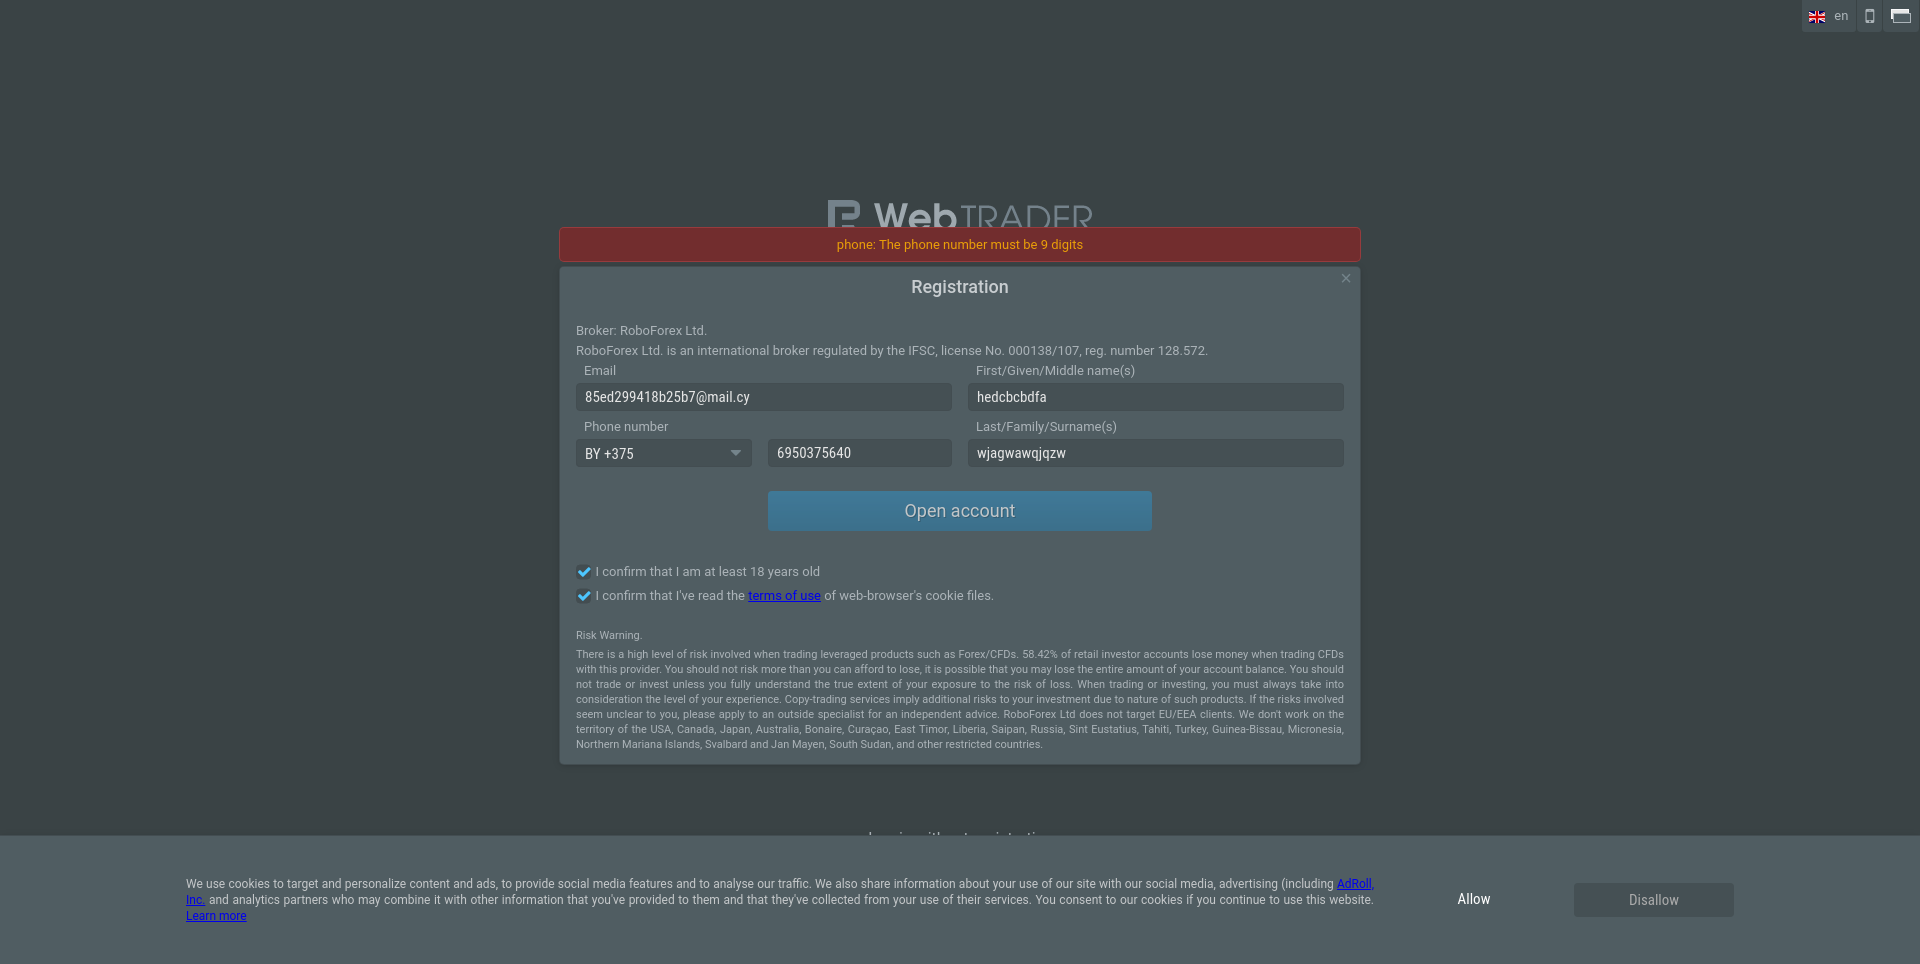 en
WebTRADER
phone: The phone number must be 9 digits
Registration
Broker: RoboForex Ltd.
RoboForex Ltd. is an international broker regulated by the IFSC, license No. 000138/107, reg. number 128.572.
Email
First/Given/Middle name(s)
85ed299418b25b7@mail.cy
hedcbcbdfa
Phone number
Last/Family/Surname(s)
BY +375
6950375640
wjagwawqjqzw
Open account
I confirm that I am at least 18 years old
I confirm that I've read the terms of use of web-browser's cookie files.
Risk Warning.
There is a high level of risk involved when trading leveraged products such as Forex/CFDs. 58.42% of retail investor accounts lose money when trading CFDs
with this provider. You should not risk more than you can afford to lose, it is possible that you may lose the entire amount of your account balance. You should
not trade or invest unless you fully understand the true extent of your exposure to the risk of loss. When trading or investing, you must always take into
consideration the level of your experience. Copy-trading services imply additional risks to your investment due to nature of such products. If the risks involved
seem unclear to you, please apply to an outside specialist for an independent advice. RoboForex Ltd does not target EU/EEA clients. We don't work on the
territory of the USA, Canada, Japan, Australia, Bonaire, Curaçao, East Timor, Liberia, Saipan, Russia, Sint Eustatius, Tahiti, Turkey, Guinea-Bissau, Micronesia,
Northern Mariana Islands, Svalbard and Jan Mayen, South Sudan, and other restricted countries.
We use cookies to target and personalize content and ads, to provide social media features and to analyse our traffic. We also share information about your use of our site with our social media, advertising (including AdRoll,
Inc. and analytics partners who may combine it with other information that you've provided to them and that they've collected from your use of their services. You consent to our cookies if you continue to use this website.
Learn more
Allow
Disallow